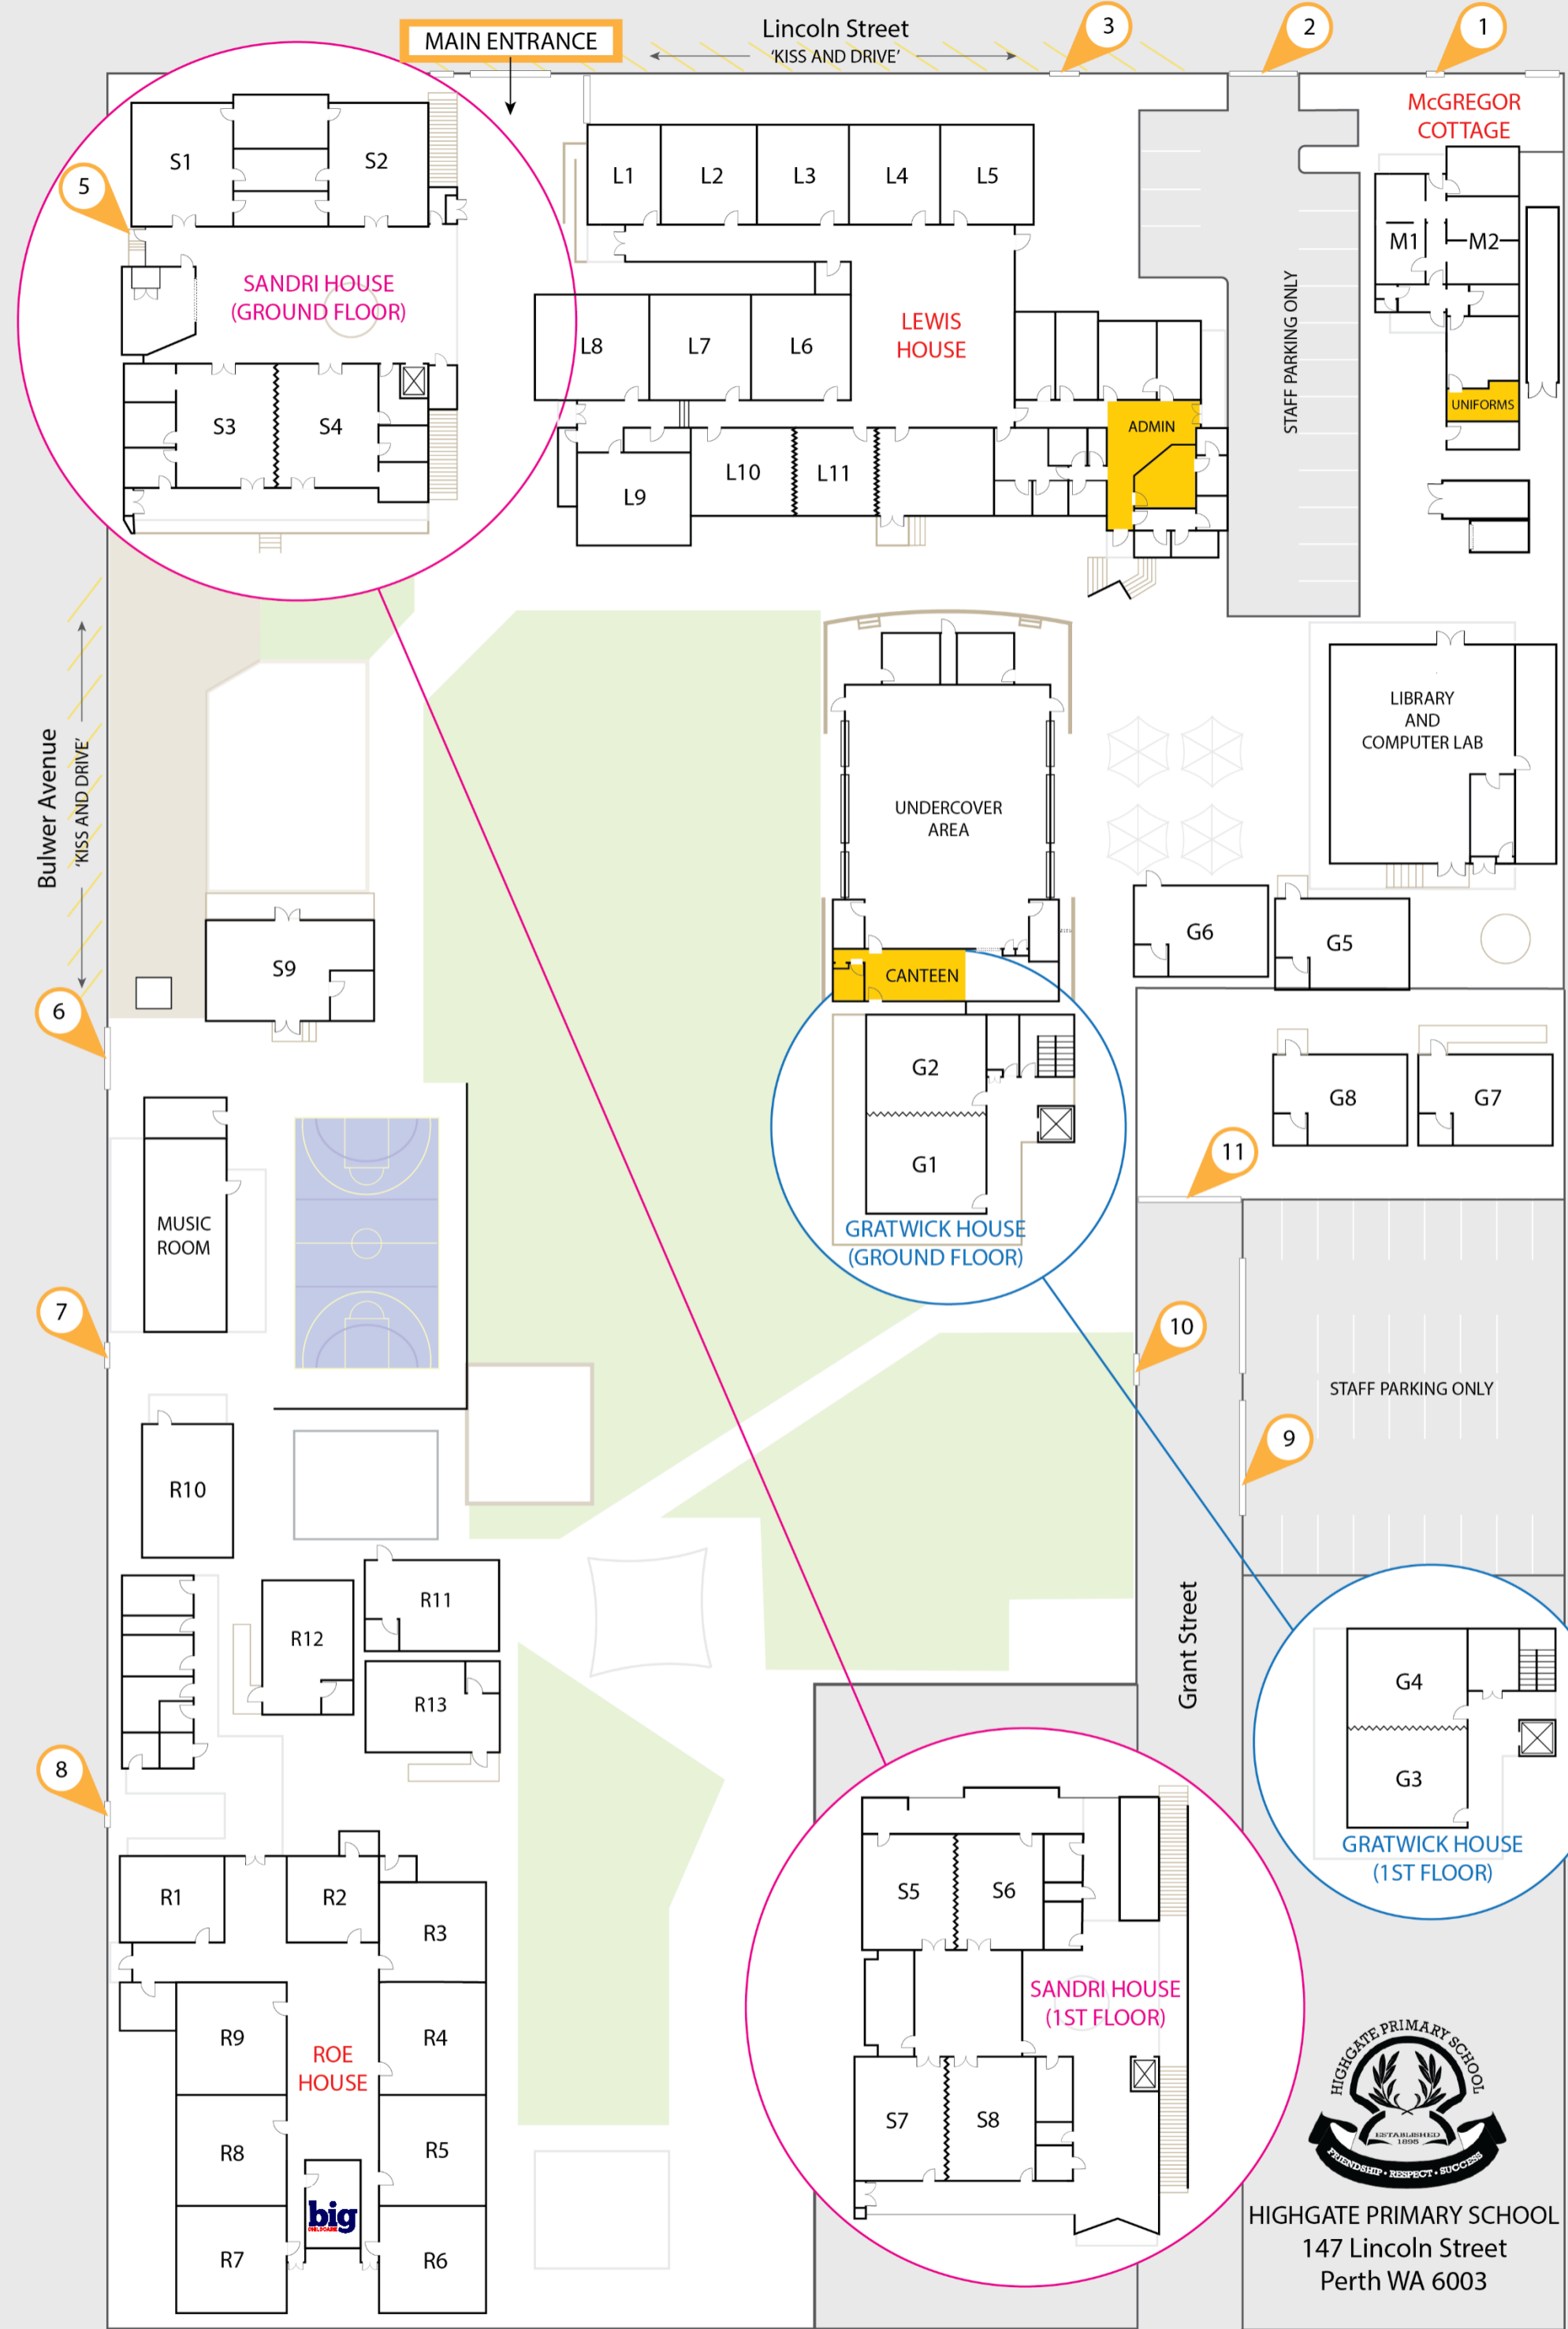 MAIN ENTRANCE
Lincoln Street
'KISS AND DRIVE'
3
2
1
McGREGOR
COTTAGE
S1
S2
5
L1
L2
L3
L4
L5
M1
M2
SANDRI HOUSE
(GROUND FLOOR)
LEWIS
HOUSE
L8
L7
L6
STAFF PARKING ONLY
UNIFORMS
ADMIN
S3
S4
L10
L11
L9
Bulwer Avenue
'KISS AND DRIVE'
LIBRARY
AND
COMPUTER LAB
UNDERCOVER
AREA
G6
G5
S9
CANTEEN
6
G2
G8
G7
G1
11
MUSIC
ROOM
GRATWICK HOUSE
(GROUND FLOOR)
7
10
STAFF PARKING ONLY
9
R10
R11
R12
Grant Street
G4
R13
8
G3
GRATWICK HOUSE
(1ST FLOOR)
R1
R2
S5
S6
R3
SANDRI HOUSE
(1ST FLOOR)
R9
R4
ROE
HOUSE
S7
S8
R8
R5
big
CHILDCARE
R7
R6
HIGHGATE PRIMARY SCHOOL
ESTABLISHED
1895
FRIENDSHIP • RESPECT • SUCCESS
HIGHGATE PRIMARY SCHOOL
147 Lincoln Street
Perth WA 6003